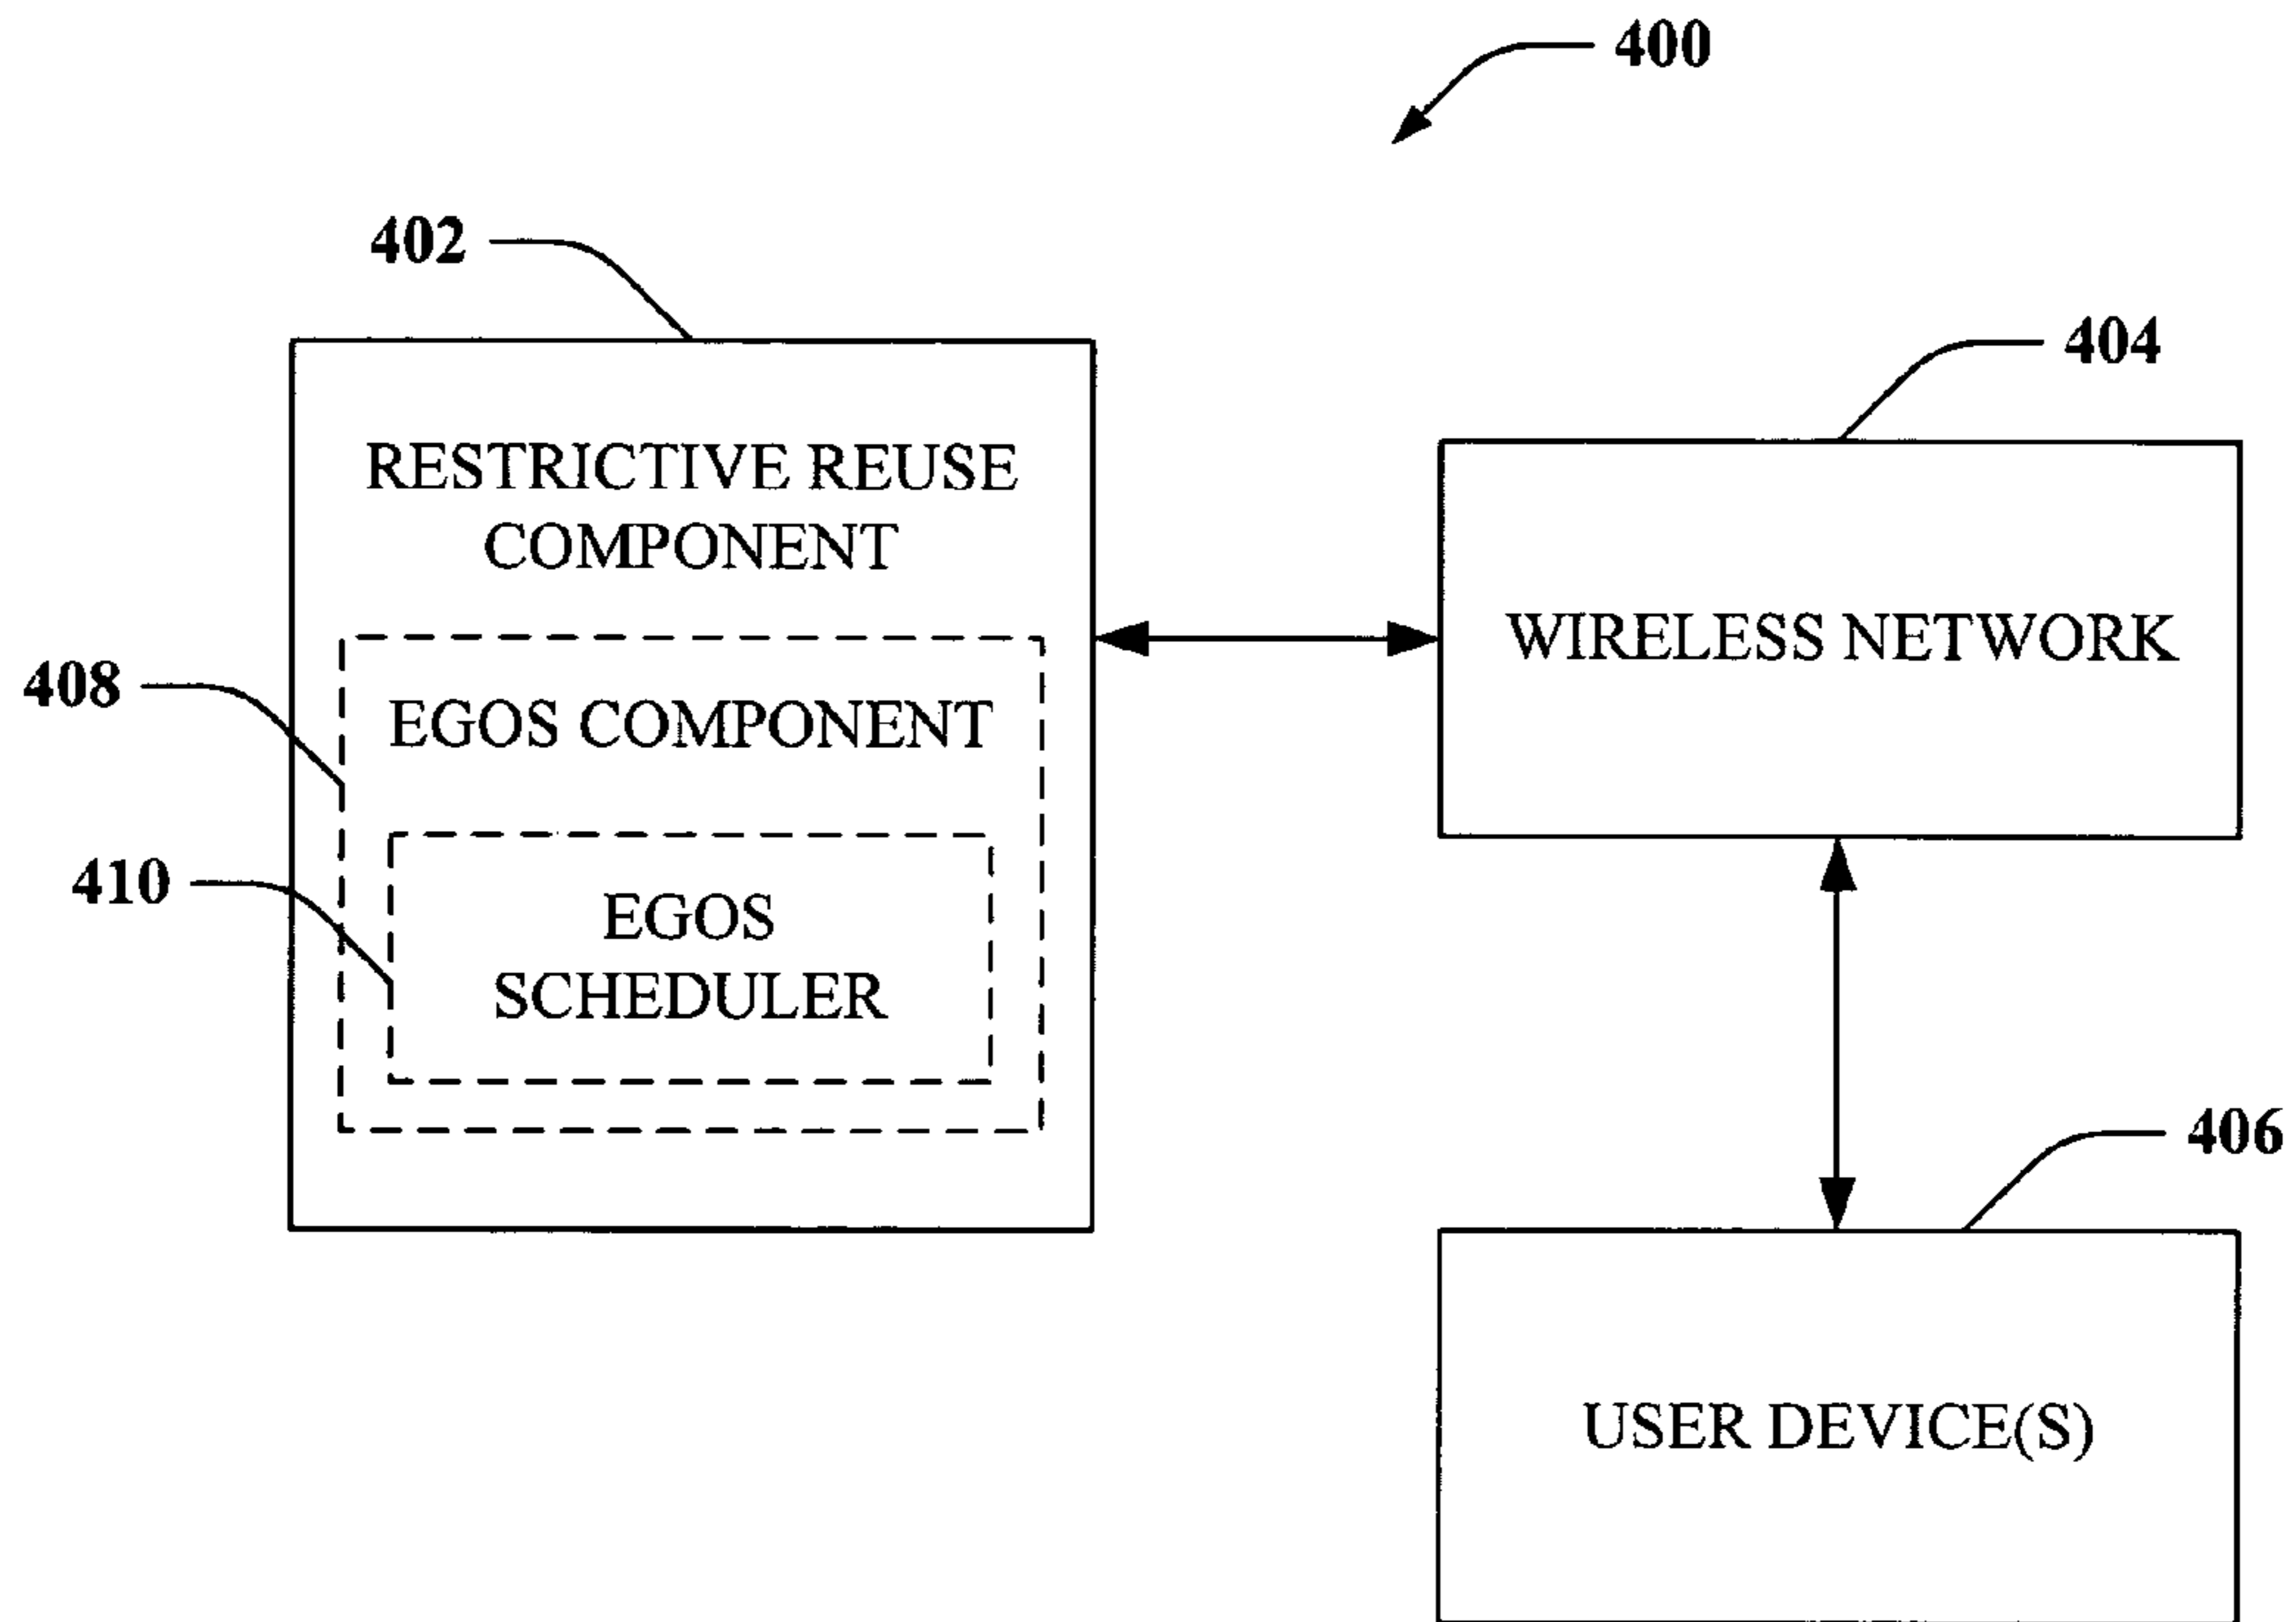 400
402
404
RESTRICTIVE REUSE
COMPONENT
WIRELESS NETWORK
408
EGOS COMPONENT
410
EGOS
SCHEDULER
406
USER DEVICE(S)